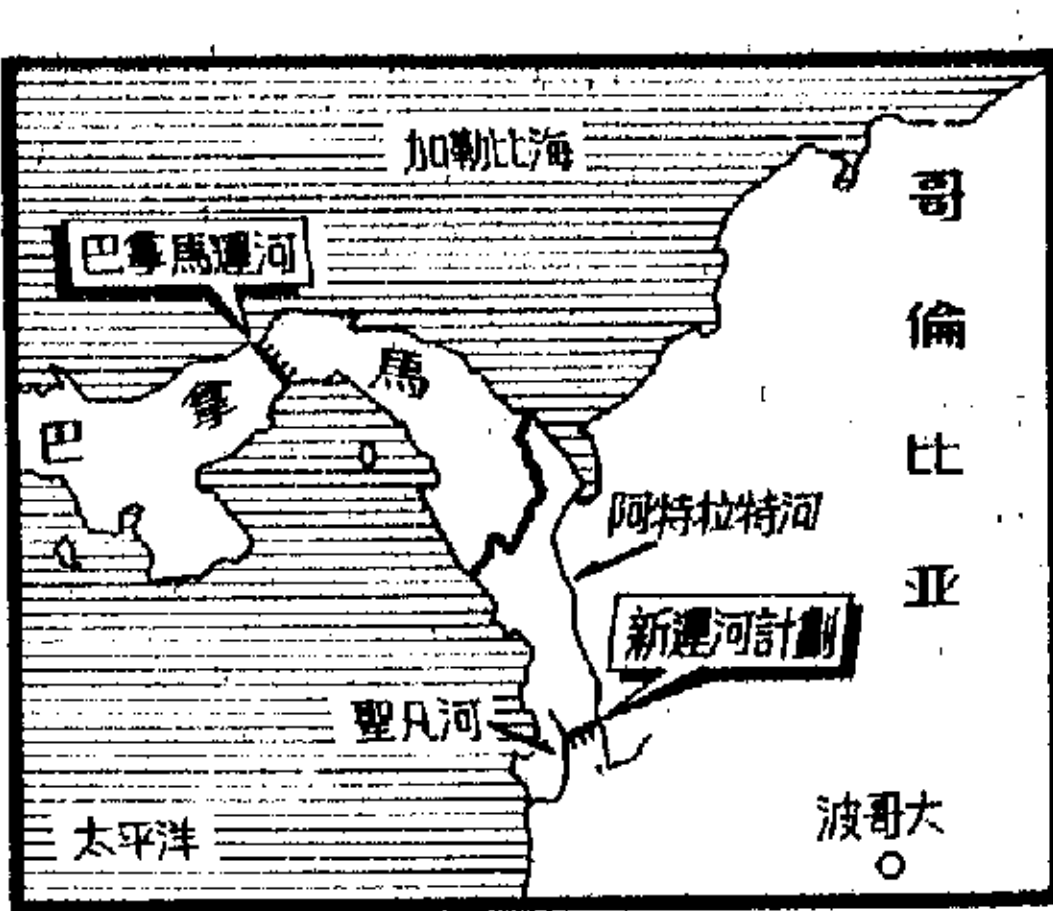 加勒比海
巴拿馬運河
哥倫比亚
巴拿馬
阿特拉特河
新運河計劃
聖凡河
太平洋
波哥大